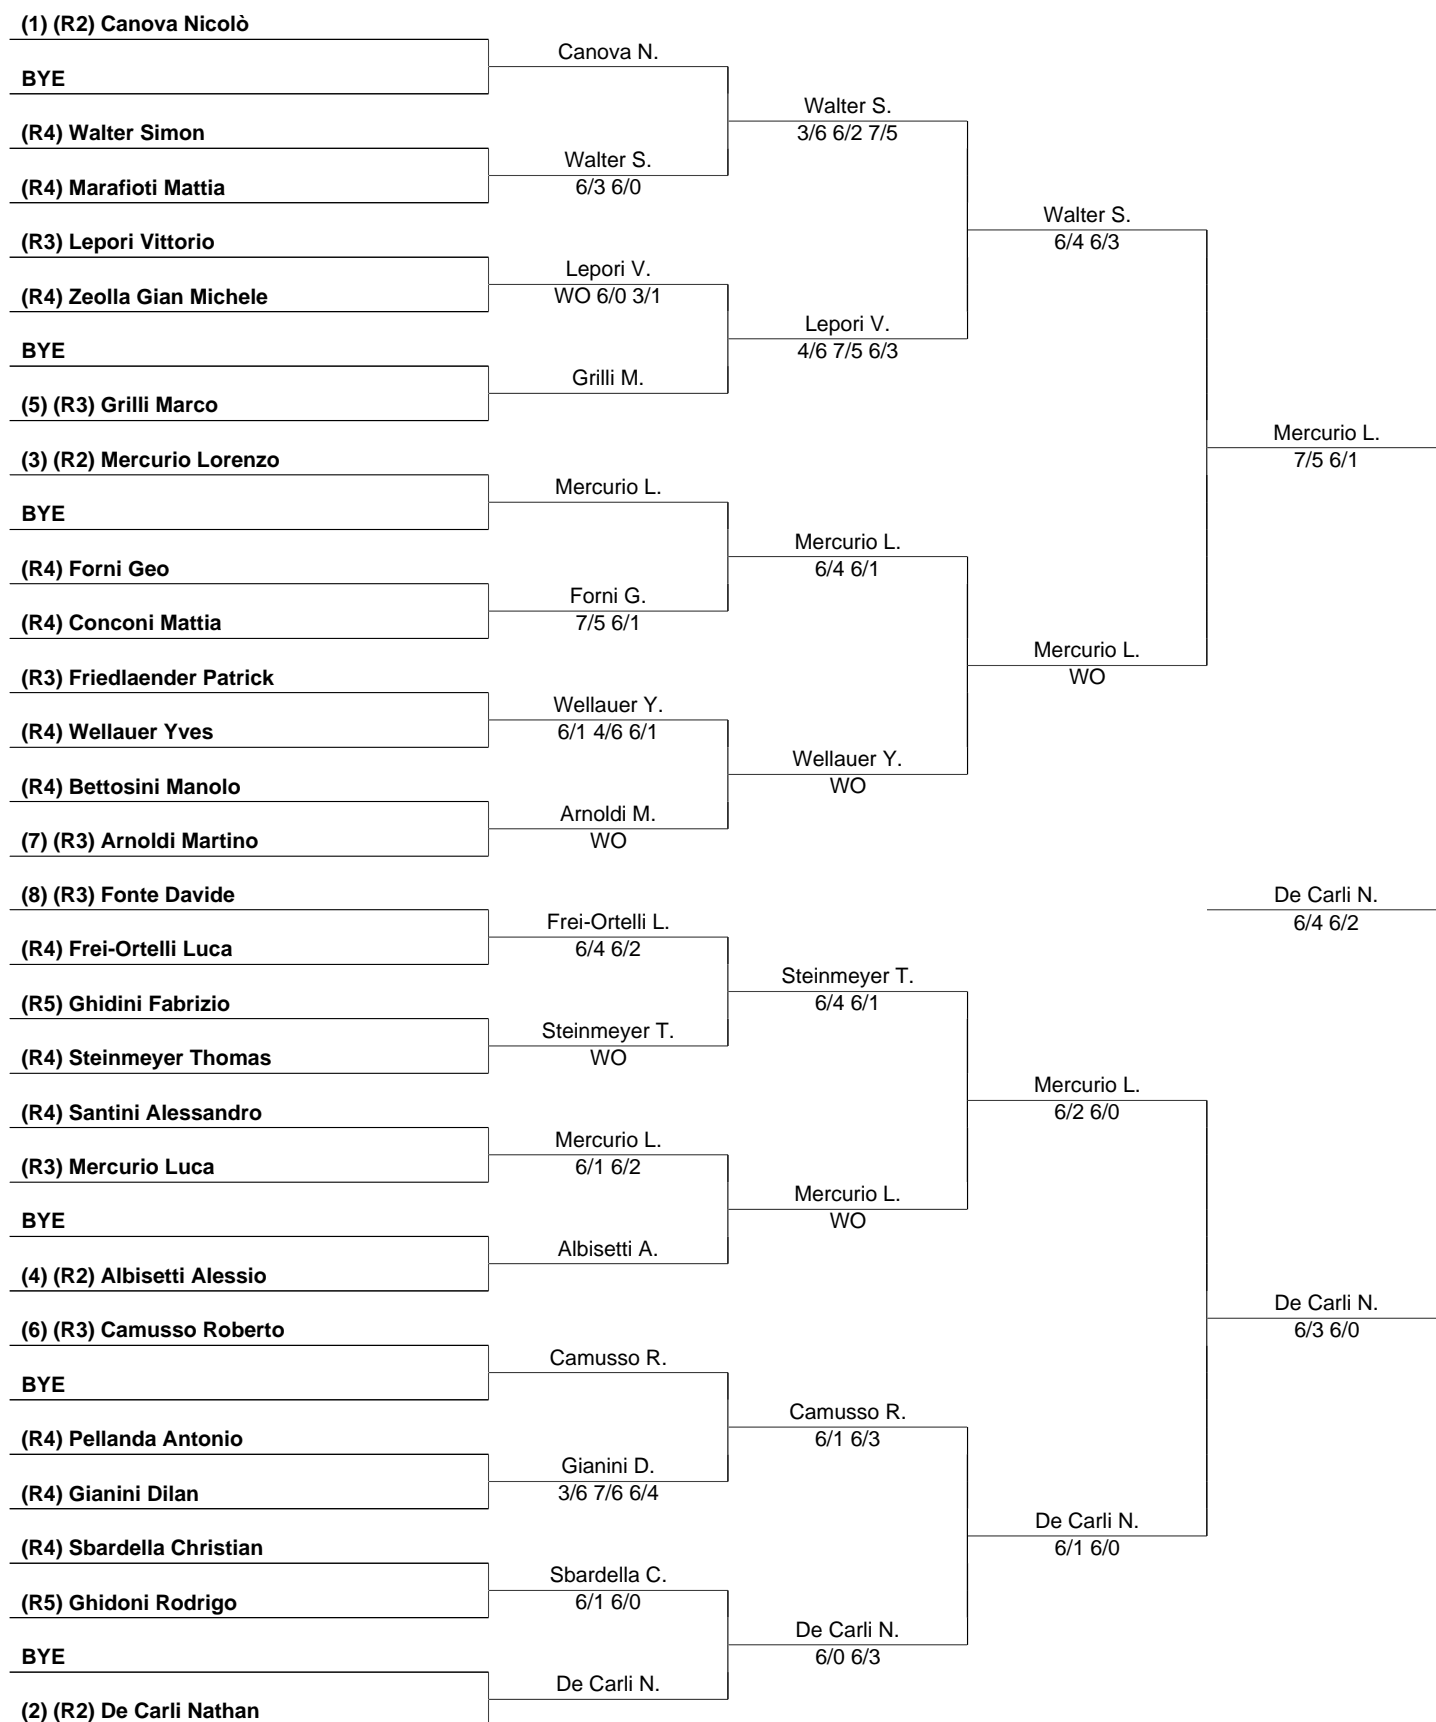 (1) (R2) Canova Nicolò
Canova N.
BYE
Walter S.
3/6 6/2 7/5
(R4) Walter Simon
Walter S.
6/3 6/0
(R4) Marafioti Mattia
Walter S.
6/4 6/3
(R3) Lepori Vittorio
Lepori V.
WO 6/0 3/1
(R4) Zeolla Gian Michele
Lepori V.
4/6 7/5 6/3
BYE
Grilli M.
(5) (R3) Grilli Marco
Mercurio L.
7/5 6/1
(3) (R2) Mercurio Lorenzo
Mercurio L.
BYE
Mercurio L.
6/4 6/1
(R4) Forni Geo
Forni G.
7/5 6/1
(R4) Conconi Mattia
Mercurio L.
WO
(R3) Friedlaender Patrick
Wellauer Y.
6/1 4/6 6/1
(R4) Wellauer Yves
Wellauer Y.
WO
(R4) Bettosini Manolo
Arnoldi M.
WO
(7) (R3) Arnoldi Martino
(8) (R3) Fonte Davide
De Carli N.
6/4 6/2
Frei-Ortelli L.
6/4 6/2
(R4) Frei-Ortelli Luca
Steinmeyer T.
6/4 6/1
(R5) Ghidini Fabrizio
Steinmeyer T.
WO
(R4) Steinmeyer Thomas
Mercurio L.
6/2 6/0
(R4) Santini Alessandro
Mercurio L.
6/1 6/2
(R3) Mercurio Luca
Mercurio L.
WO
BYE
Albisetti A.
(4) (R2) Albisetti Alessio
De Carli N.
6/3 6/0
(6) (R3) Camusso Roberto
Camusso R.
BYE
Camusso R.
6/1 6/3
(R4) Pellanda Antonio
Gianini D.
3/6 7/6 6/4
(R4) Gianini Dilan
De Carli N.
6/1 6/0
(R4) Sbardella Christian
Sbardella C.
6/1 6/0
(R5) Ghidoni Rodrigo
De Carli N.
6/0 6/3
BYE
De Carli N.
(2) (R2) De Carli Nathan